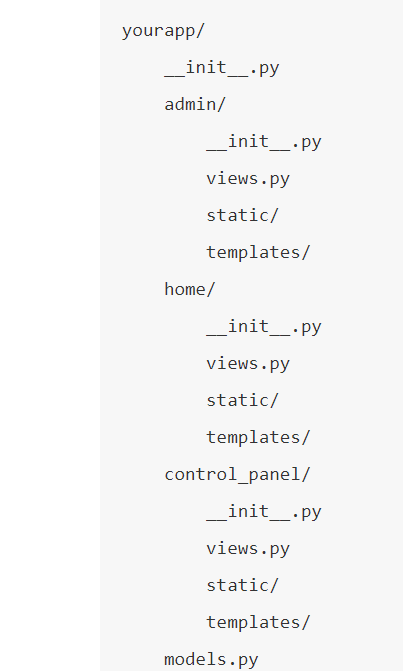 yourapp/
    __init__.py
    admin/
        __init__.py
        views.py
        static/
        templates/
    home/
        __init__.py
        views.py
        static/
        templates/
    control_panel/
        __init__.py
        views.py
        static/
        templates/
    models.py